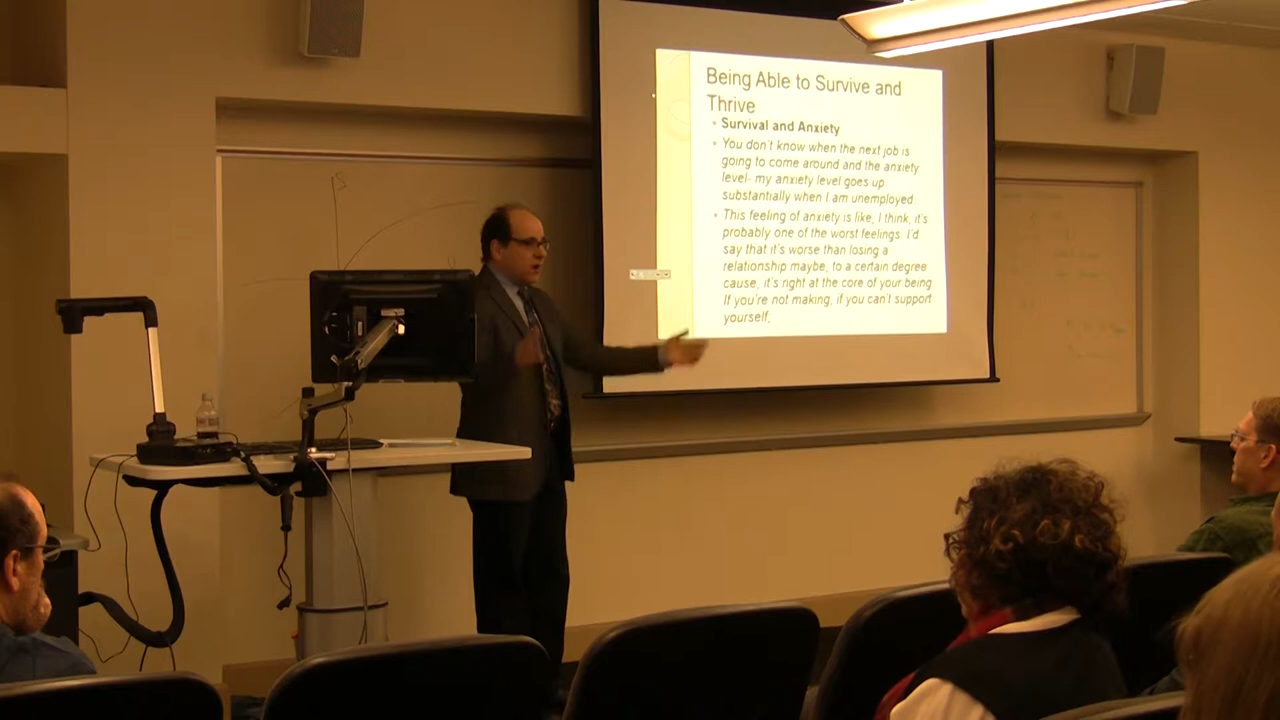 Being Able to Survive and
Thrive
• Survival and Anxiety
• You don't know when the next job is
going to come around and the anxiety
level- my anxiety level goes up
substantially when I am unemployed
• This feeling of anxiety is like, I think, it's
probably one of the worst feelings. I'd
say that it's worse than losing a
relationship maybe, to a certain degree
cause, it's right at the core of your being
If you're not making, if you can't support
yourself,